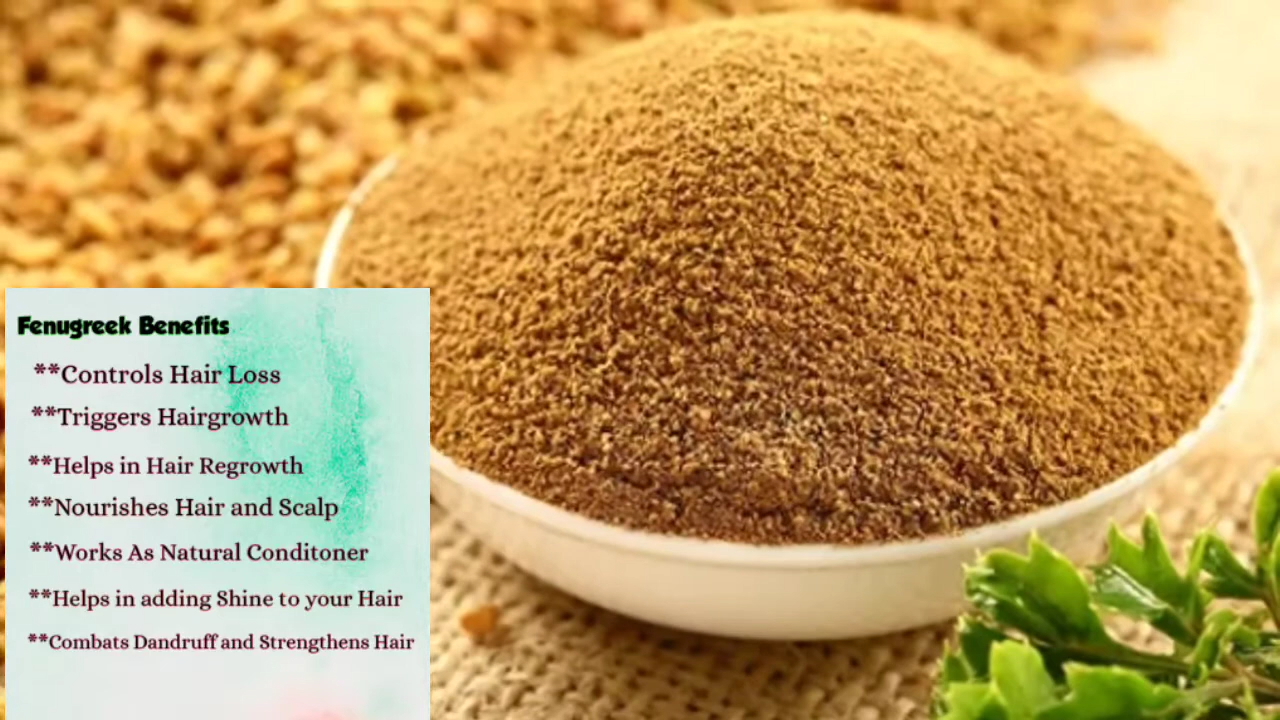 Fenugreek Benefits
**Controls Hair Loss
**Triggers Hairgrowth
**Helps in Hair Regrowth
**Nourishes Hair and Scalp
**Works As Natural Conditoner
**Helps in adding Shine to your Hair
**Combats Dandruff and Strengthens Hair